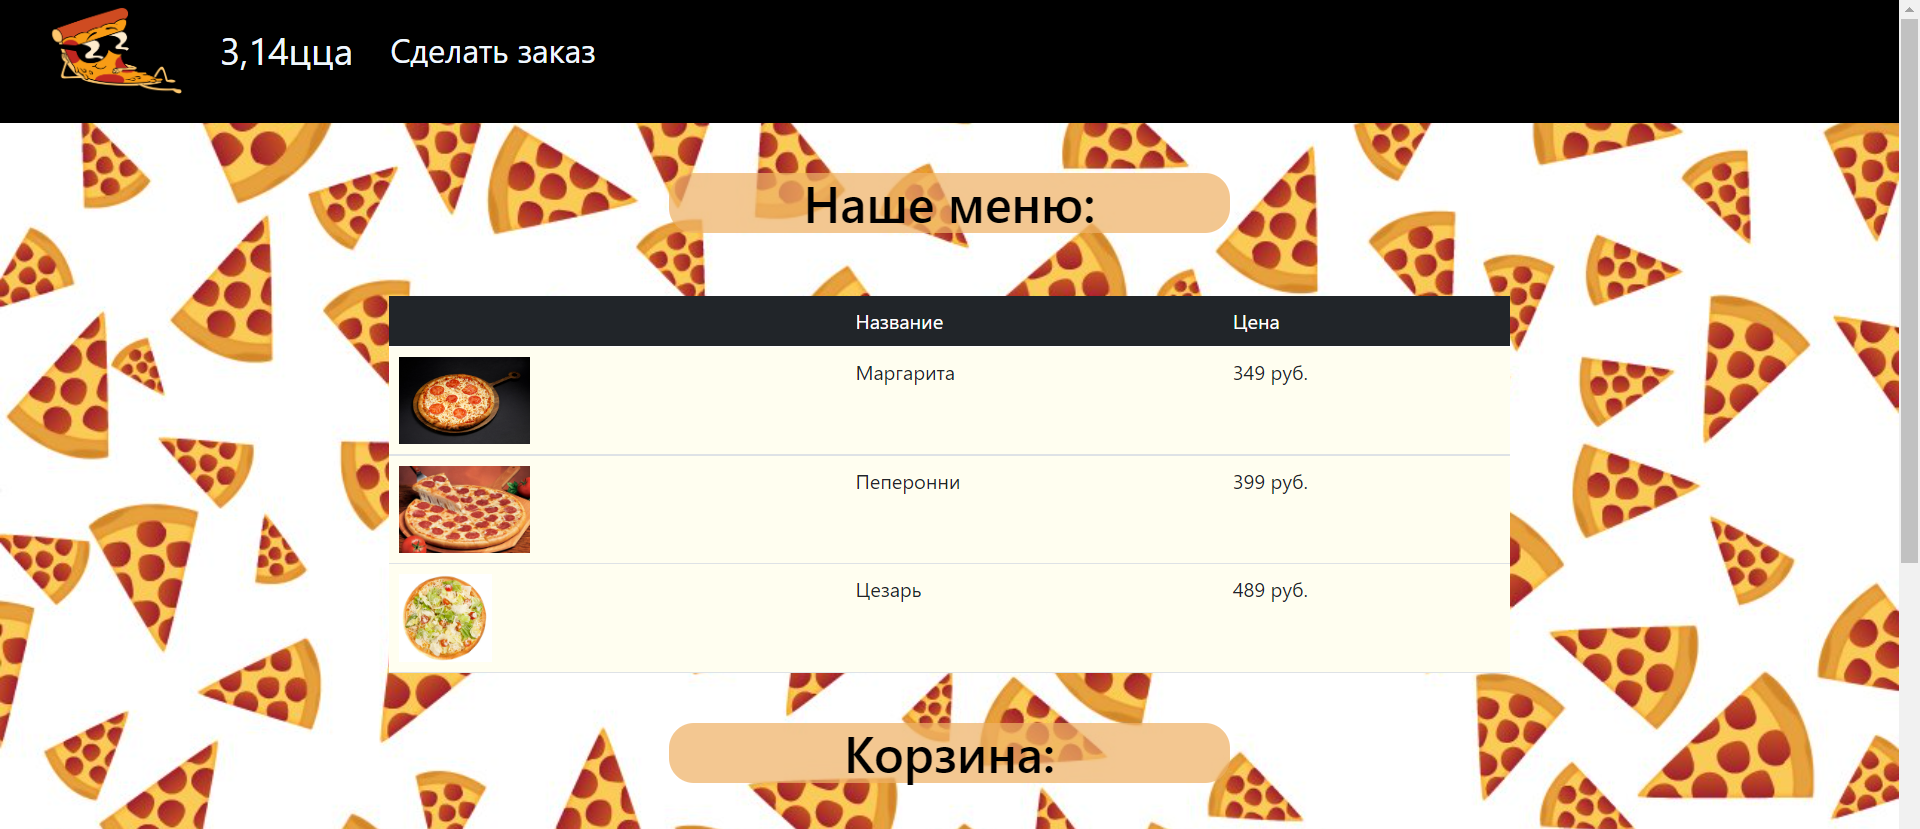 3,14цца Сделать заказ
Наше меню:
Название Цена
Маргарита 349 руб.
Пеперонни 399 руб.
Цезарь 489 руб.
Корзина: